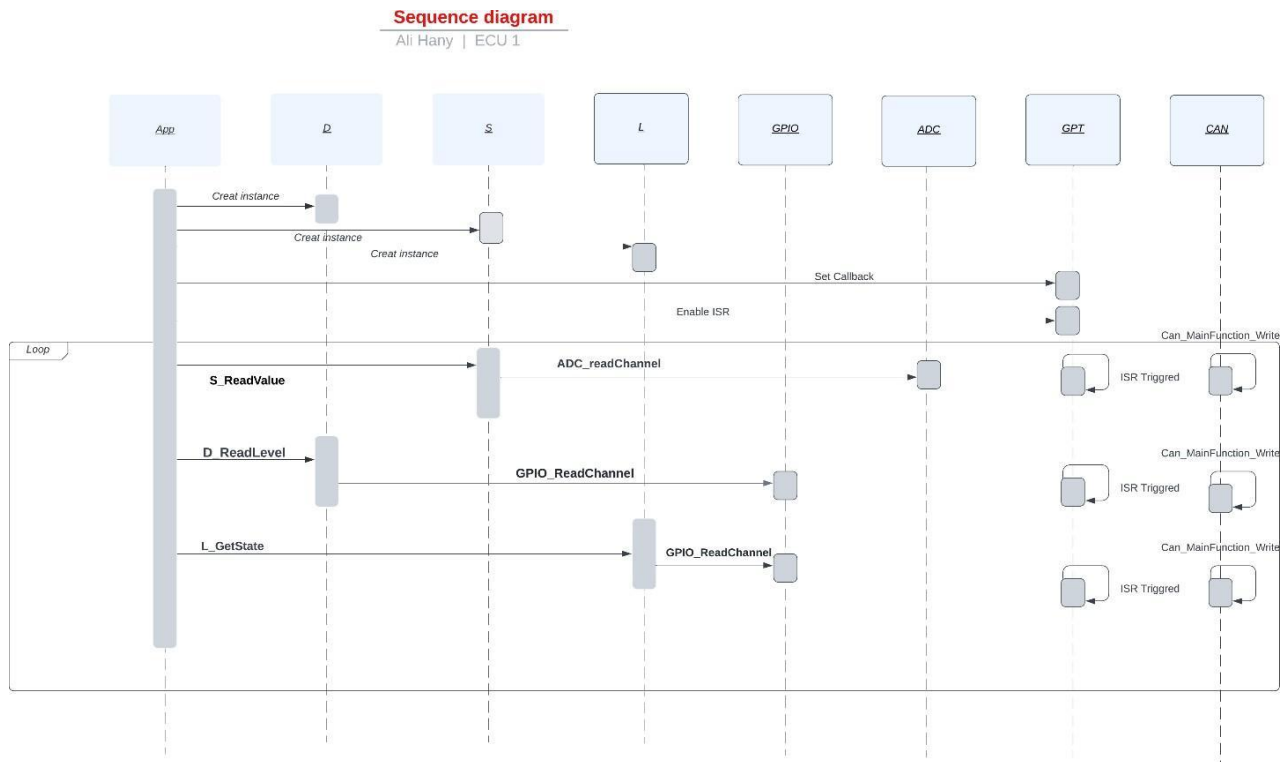 Sequence diagram
Ali Hany | ECU 1
App
D
S
L
GPIO
ADC
GPT
CAN
Creat instance
Creat instance
Creat instance
Set Callback
Enable ISR
Loop
Can_MainFunction_Write
S_ReadValue
ADC_readChannel
ISR Triggred
D_ReadLevel
GPIO_ReadChannel
Can_MainFunction_Write
ISR Triggred
L_GetState
GPIO_ReadChannel
Can_MainFunction_Write
ISR Triggred